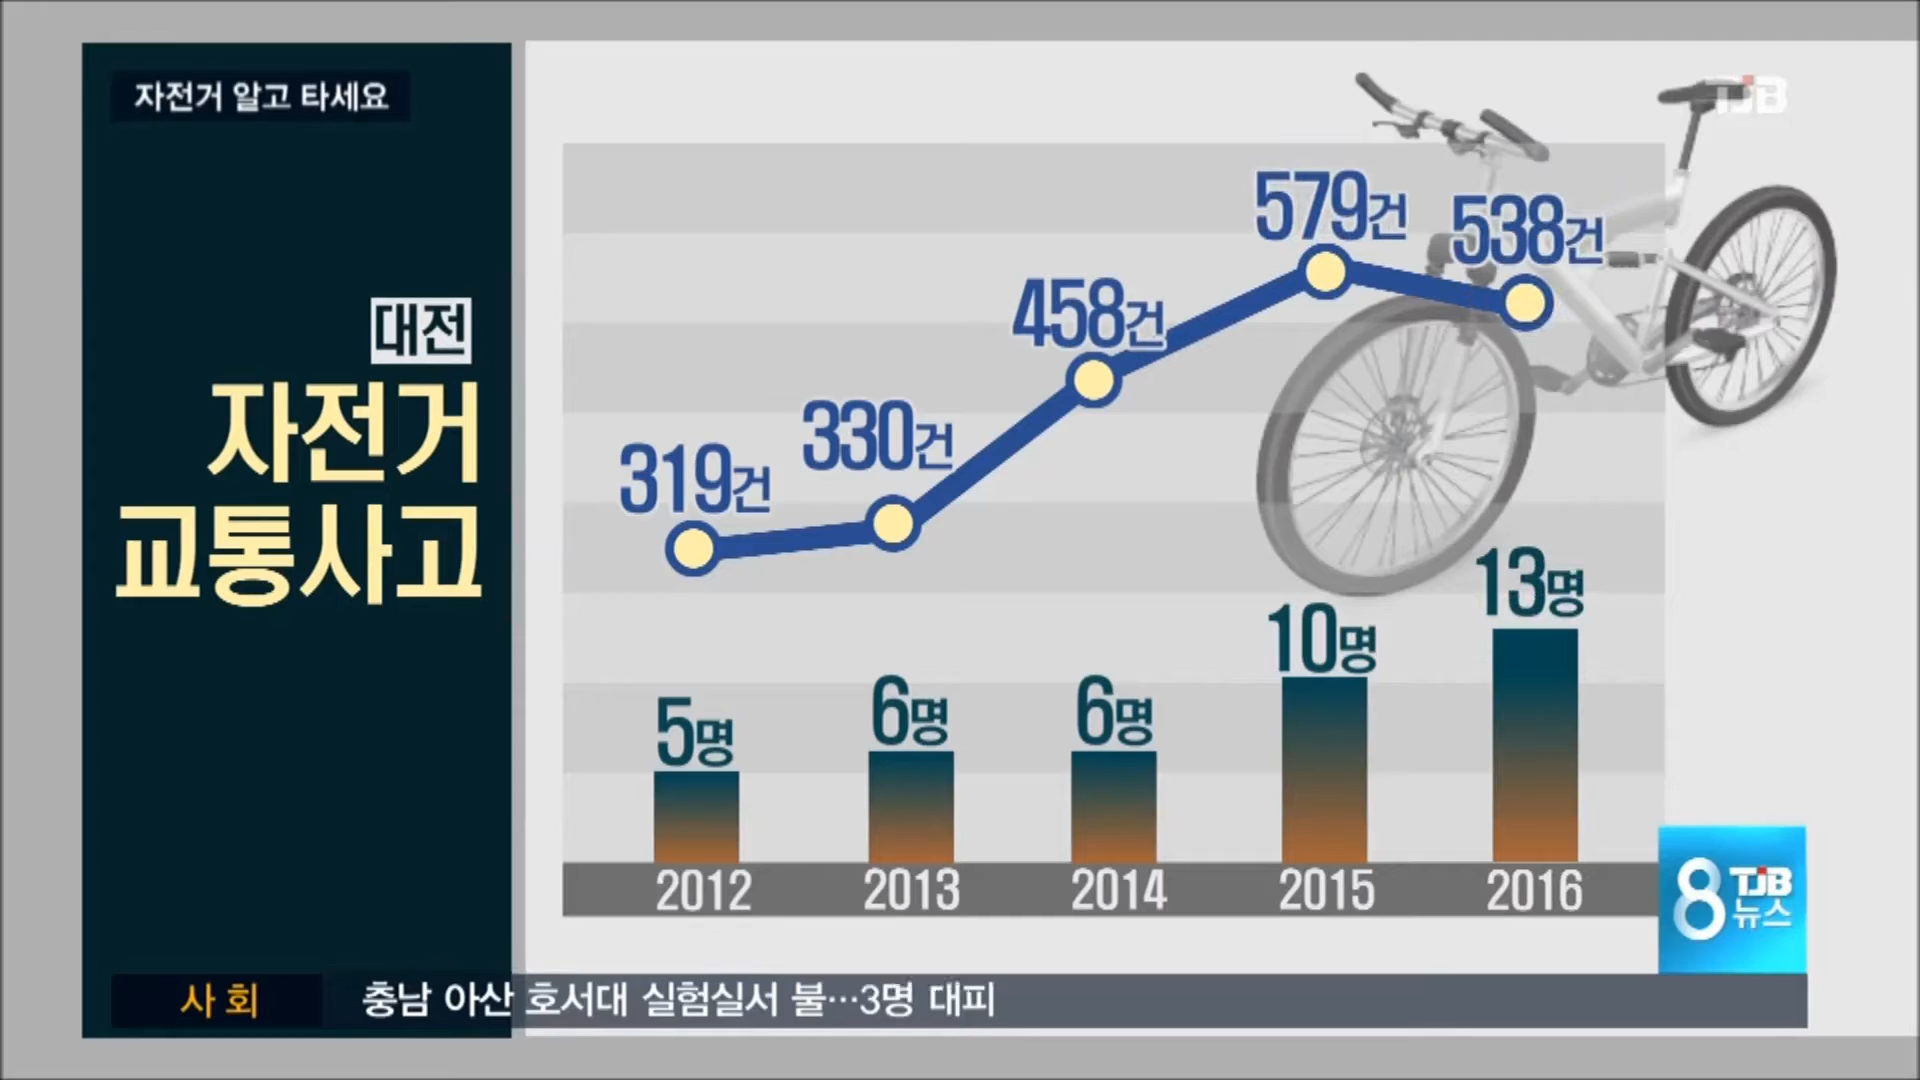 자전거 알고 타세요
TJB
대전
자전거
교통사고
319건
330건
458건
579건
538건
5명
6명
6명
10명
13명
2012
2013
2014
2015
2016
8 TJB
뉴스
사회
충남 아산 호서대 실험실서 불…3명 대피